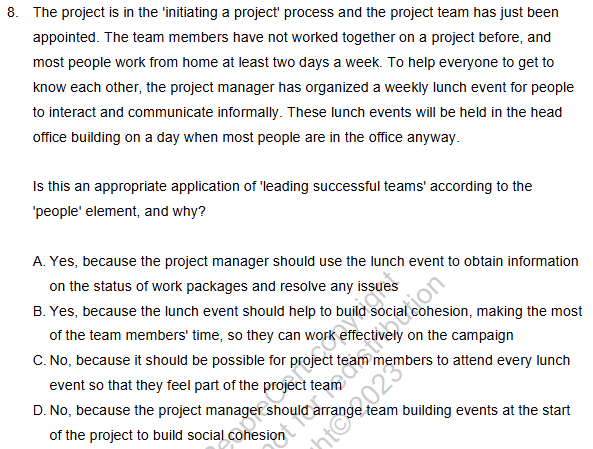 8. The project is in the 'initiating a project' process and the project team has just been
appointed. The team members have not worked together on a project before, and
most people work from home at least two days a week. To help everyone to get to
know each other, the project manager has organized a weekly lunch event for people
to interact and communicate informally. These lunch events will be held in the head
office building on a day when most people are in the office anyway.
Is this an appropriate application of 'leading successful teams' according to the
'people' element, and why?
A. Yes, because the project manager should use the lunch event to obtain information
on the status of work packages and resolve any issues
B. Yes, because the lunch event should help to build social cohesion, making the most
of the team members' time, so they can work effectively on the campaign
C. No, because it should be possible for project team members to attend every lunch
event so that they feel part of the project team
D. No, because the project manager should arrange team building events at the start
of the project to build social cohesion
copyright
not for redistribution
©2023